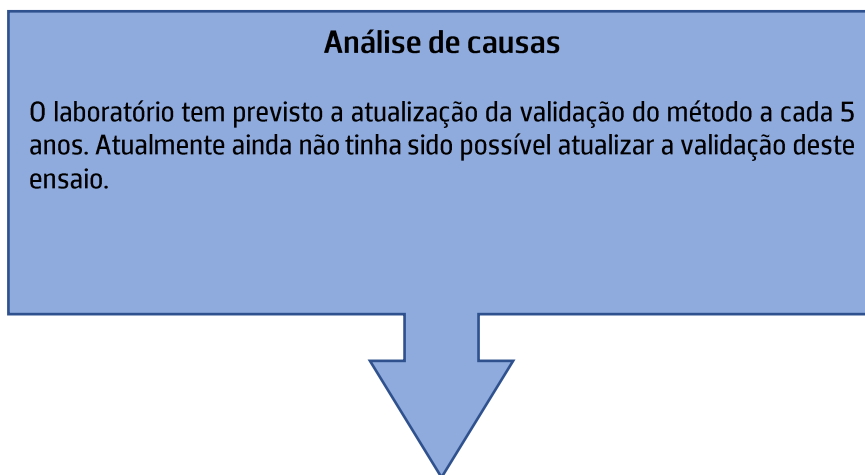 Análise de causas
O laboratório tem previsto a atualização da validação do método a cada 5
anos. Atualmente ainda não tinha sido possível atualizar a validação deste
ensaio.